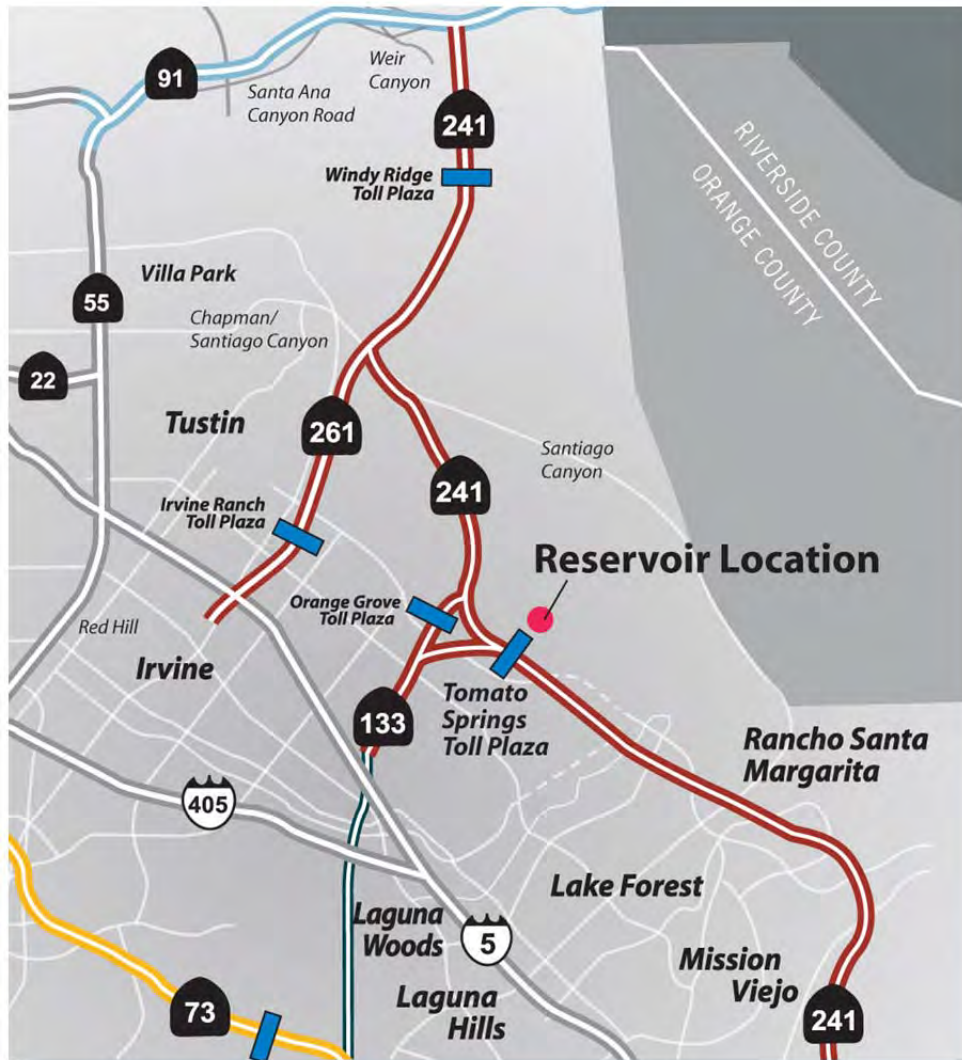 Weir
Canyon
91
Santa Ana
Canyon Road
241
Windy Ridge
Toll Plaza
RIVERSIDE COUNTY
ORANGE COUNTY
Villa Park
55
Chapman/
Santiago Canyon
22
Tustin
261
Santiago
Canyon
241
Irvine Ranch
Toll Plaza
Reservoir Location
Orange Grove
Toll Plaza
Red Hill
Irvine
133
Tomato
Springs
Toll Plaza
Rancho Santa
Margarita
405
Lake Forest
Laguna
Woods
5
Mission
Viejo
Laguna
Hills
73
241